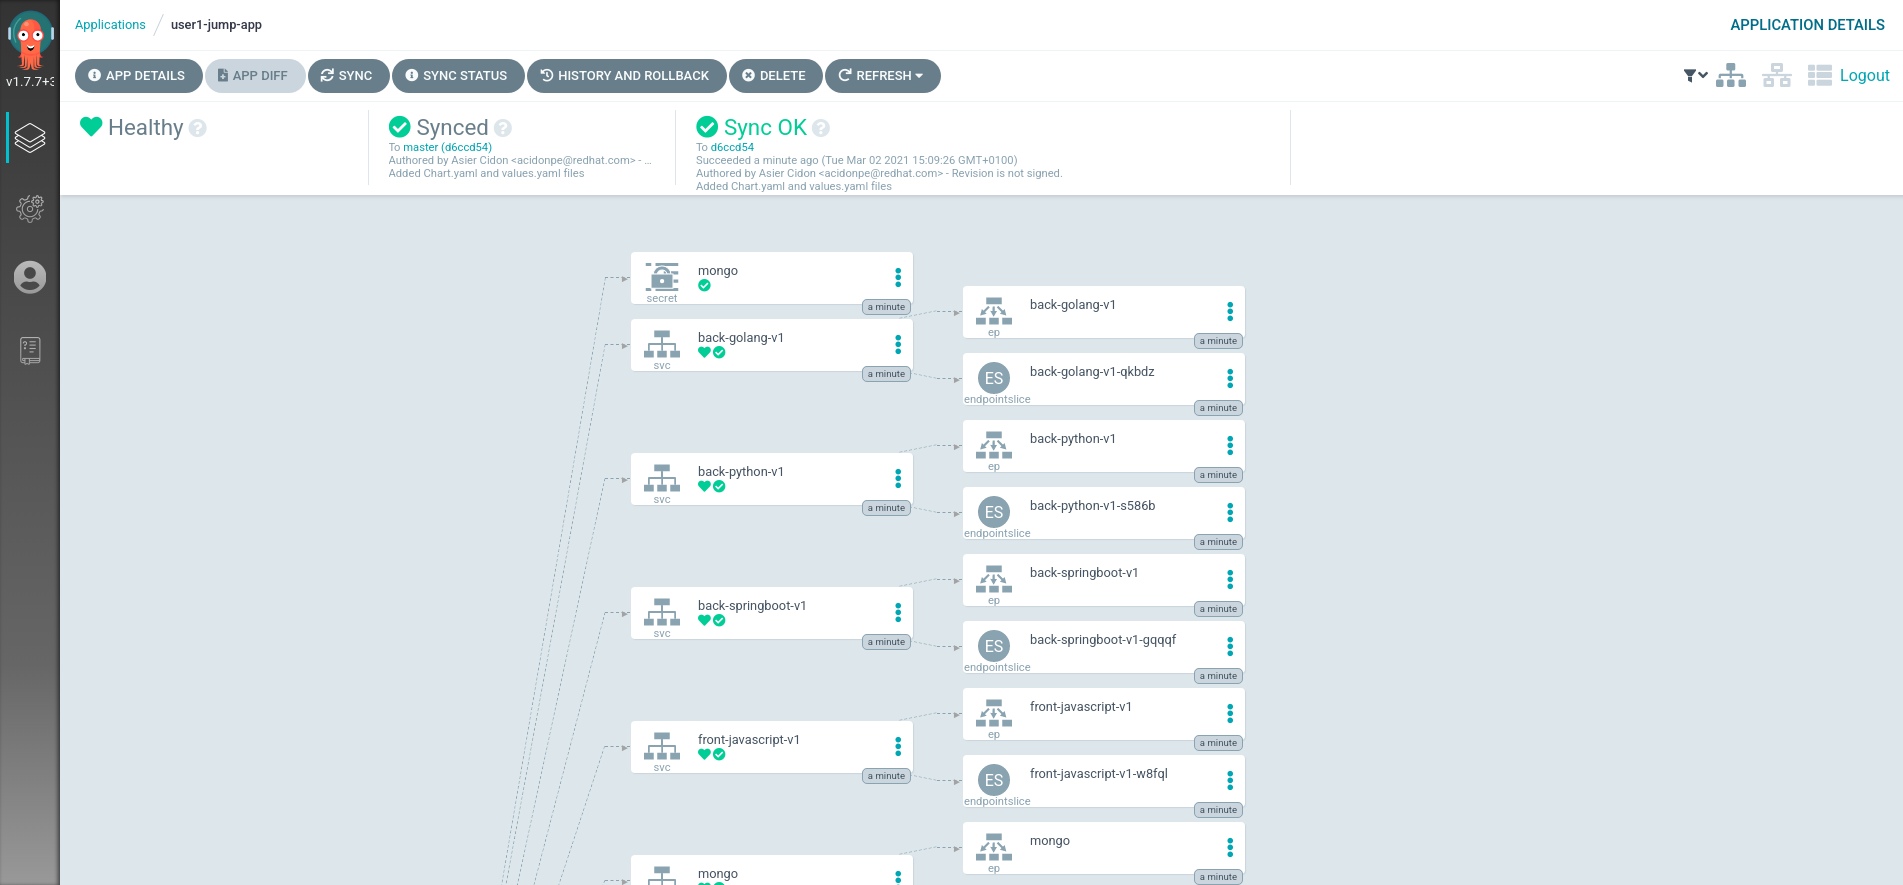 Applications / user1-jump-app
APPLICATION DETAILS
v1.7.7+3
APP DETAILS
APP DIFF
SYNC
SYNC STATUS
HISTORY AND ROLLBACK
DELETE
REFRESH
Logout
Healthy ?
Synced ?
To master (d6ccd54)
Authored by Asier Cidon <acidonpe@redhat.com> - ...
Added Chart.yaml and values.yaml files
Sync OK ?
To d6ccd54
Succeeded a minute ago (Tue Mar 02 2021 15:09:26 GMT+0100)
Authored by Asier Cidon <acidonpe@redhat.com> - Revision is not signed.
Added Chart.yaml and values.yaml files
mongo
secret
a minute
back-golang-v1
svc
a minute
back-golang-v1
ep
a minute
ES
back-golang-v1-qkbdz
endpointslice
a minute
back-python-v1
svc
a minute
back-python-v1
ep
a minute
ES
back-python-v1-s586b
endpointslice
a minute
back-springboot-v1
svc
a minute
back-springboot-v1
ep
a minute
ES
back-springboot-v1-gqqqf
endpointslice
a minute
front-javascript-v1
svc
a minute
front-javascript-v1
ep
a minute
ES
front-javascript-v1-w8fql
endpointslice
a minute
mongo
mongo
ep
a minute